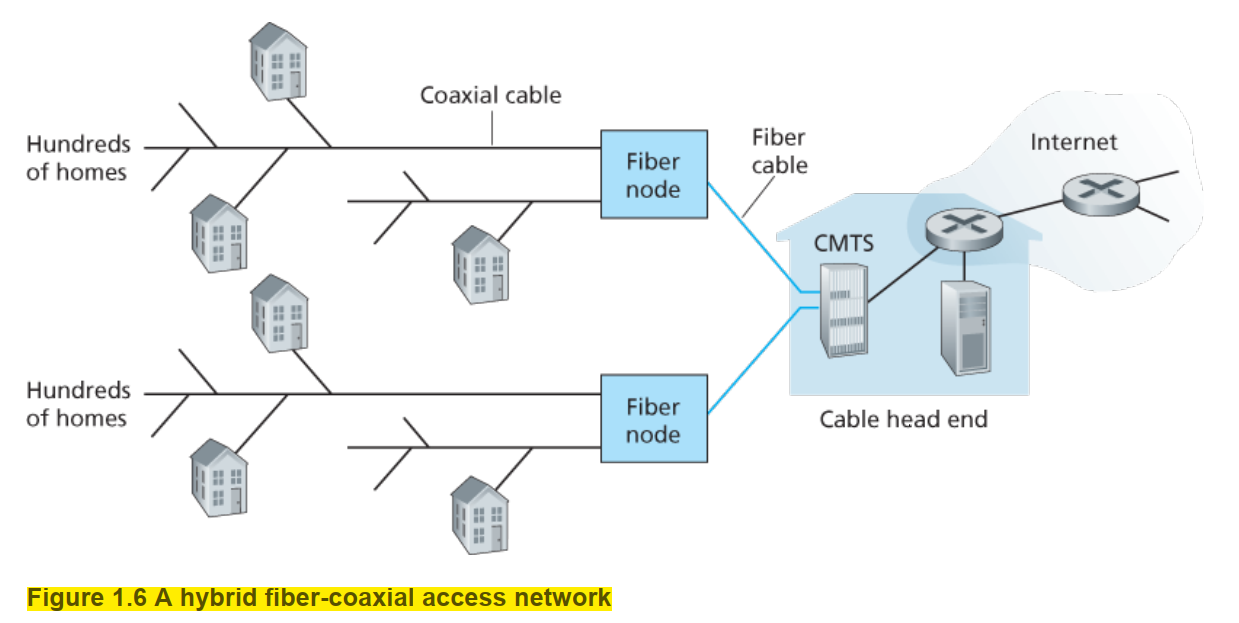 Coaxial cable
Hundreds
of homes
Fiber
node
Fiber
cable
Internet
CMTS
Hundreds
of homes
Fiber
node
Cable head end
Figure 1.6 A hybrid fiber-coaxial access network